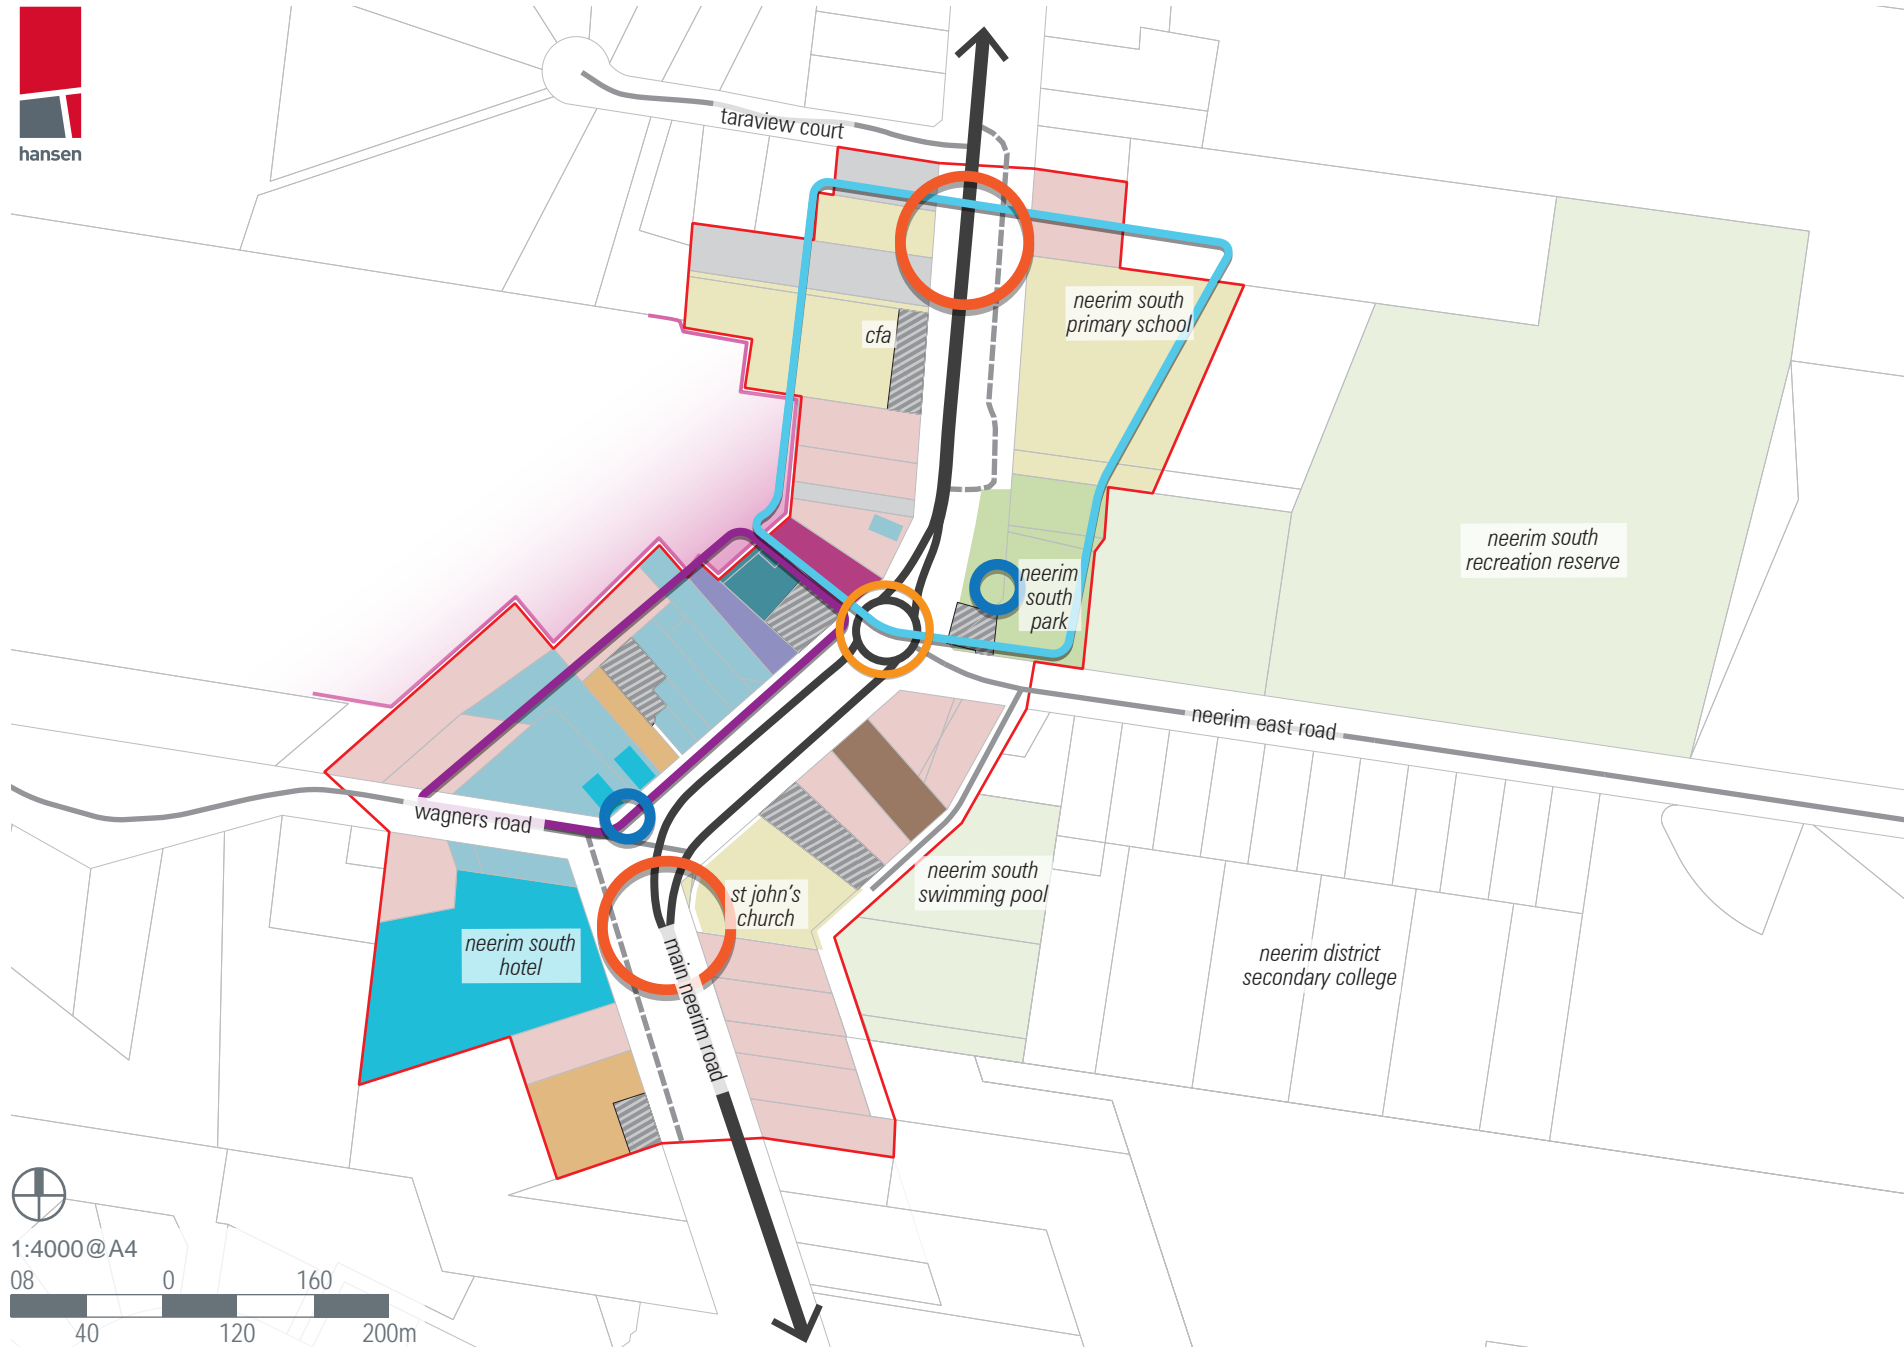 hansen
taraview court
neerim south
primary school
cfa
neerim south
recreation reserve
neerim
south
park
neerim east road
wagners road
neerim south
swimming pool
st john's
church
neerim south
hotel
main neerim road
neerim district
secondary college
1:4000@A4
08 0 160
40 120 200m